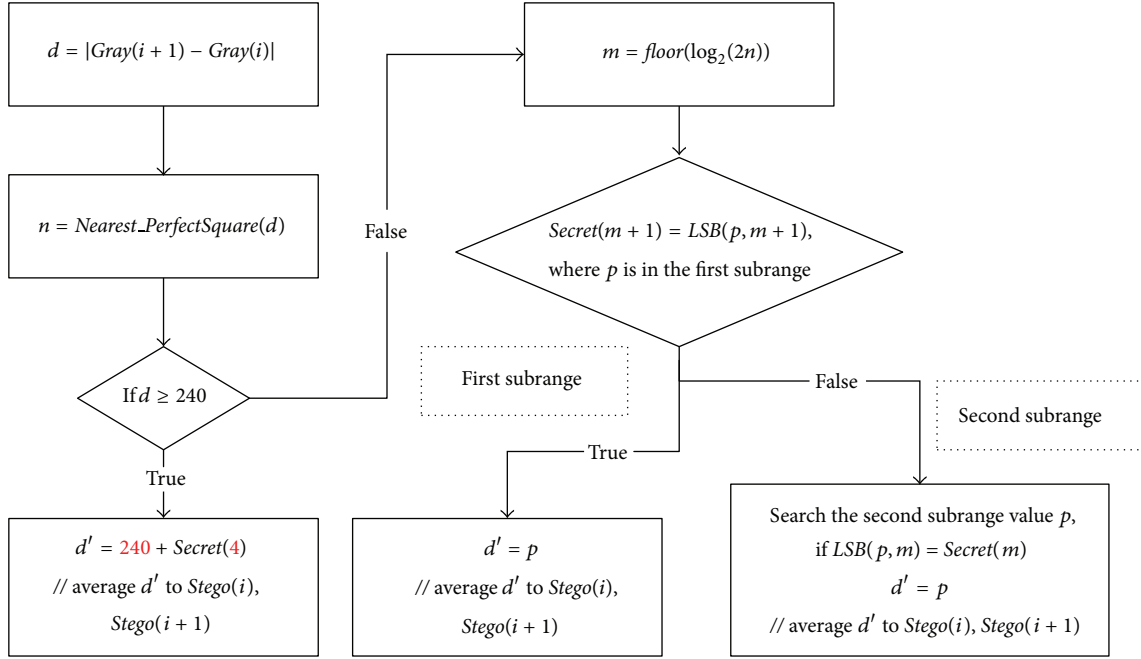 d = |Gray(i + 1) − Gray(i)|
n = Nearest_PerfectSquare(d)
If d ≥ 240
True
d′ = 240 + Secret(4)
// average d′ to Stego(i),
Stego(i + 1)
False
m = floor(log₂(2n))
Secret(m + 1) = LSB(p, m + 1),
where p is in the first subrange
First subrange
True
d′ = p
// average d′ to Stego(i),
Stego(i + 1)
False
Second subrange
Search the second subrange value p,
if LSB(p, m) = Secret(m)
d′ = p
// average d′ to Stego(i), Stego(i + 1)